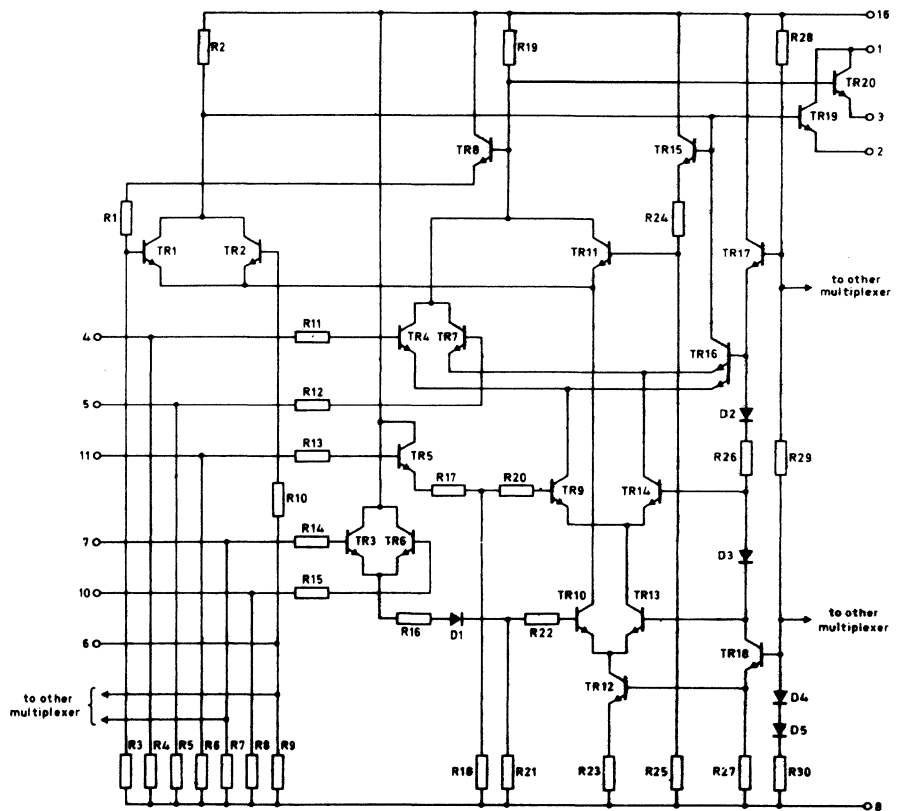 16
R2
R19
R28
1
TR20
TR19
3
TR8
TR15
2
R1
R24
TR1
TR2
TR11
TR17
to other
multiplexer
4
R11
TR4
TR7
TR16
5
R12
D2
11
R13
TR5
R26
R29
R17
R20
TR9
TR14
R10
7
R14
TR3
TR6
D3
10
R15
TR10
TR13
to other
multiplexer
R16
D1
R22
6
TR18
TR12
to other
multiplexer
D4
D5
R3
R4
R5
R6
R7
R8
R9
R18
R21
R23
R25
R27
R30
8